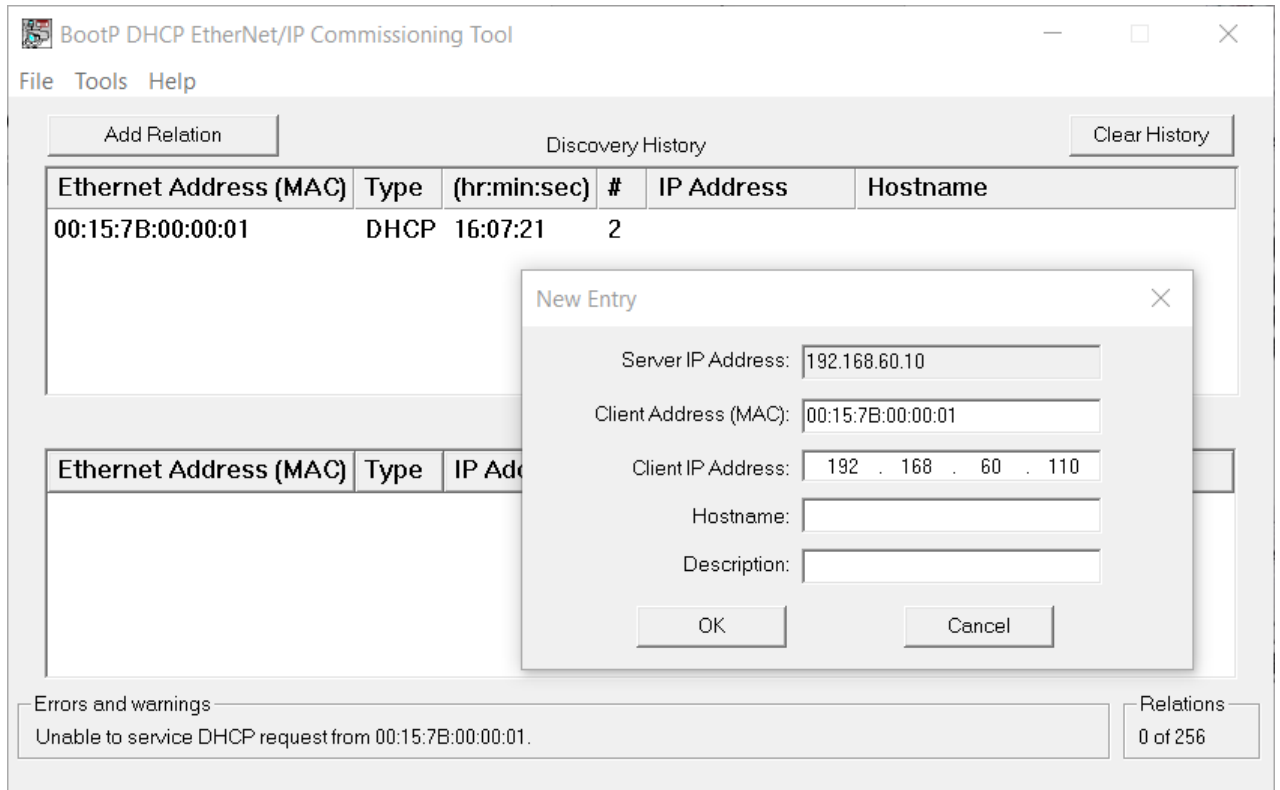 BootP DHCP EtherNet/IP Commissioning Tool
File Tools Help
Add Relation
Discovery History
Clear History
Ethernet Address (MAC) Type (hr:min:sec) # IP Address Hostname
00:15:7B:00:00:01 DHCP 16:07:21 2
New Entry
Server IP Address: 192.168.60.10
Client Address (MAC): 00:15:7B:00:00:01
Client IP Address: 192 . 168 . 60 . 110
Hostname:
Description:
OK Cancel
Ethernet Address (MAC) Type IP Add
Errors and warnings
Unable to service DHCP request from 00:15:7B:00:00:01.
Relations
0 of 256